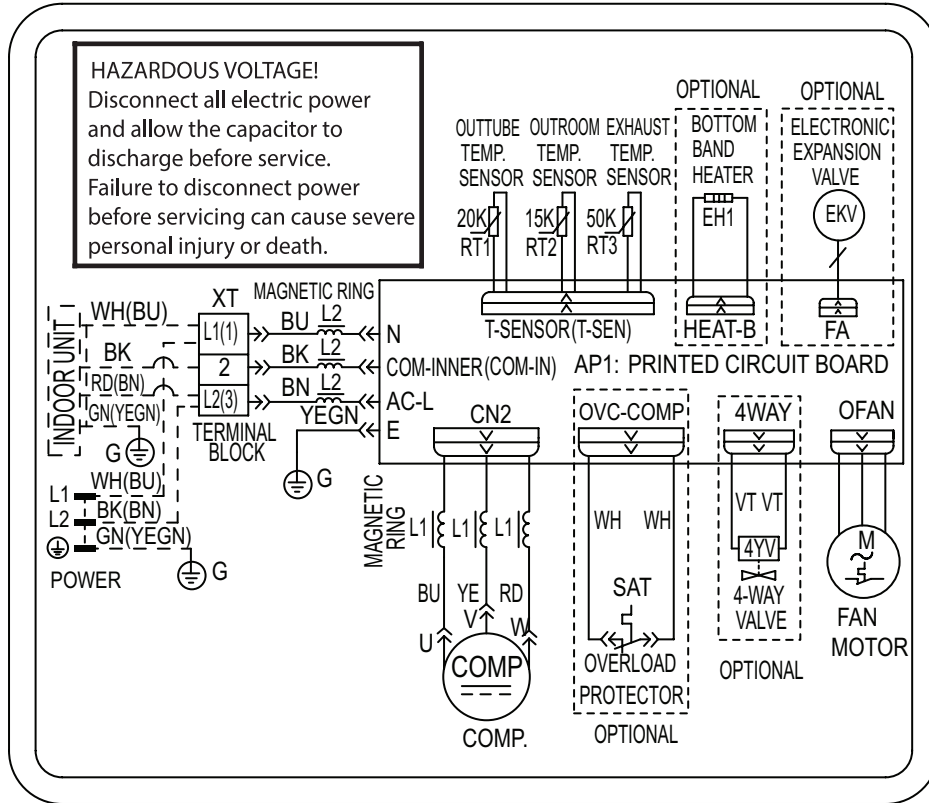 HAZARDOUS VOLTAGE!
Disconnect all electric power
and allow the capacitor to
discharge before service.
Failure to disconnect power
before servicing can cause severe
personal injury or death.
OUTTUBE
TEMP.
SENSOR
OUTROOM
TEMP.
SENSOR
EXHAUST
TEMP.
SENSOR
20K
RT1
15K
RT2
50K
RT3
T-SENSOR(T-SEN)
OPTIONAL
BOTTOM
BAND
HEATER
EH1
HEAT-B
OPTIONAL
ELECTRONIC
EXPANSION
VALVE
EKV
FA
INDOOR UNIT
WH(BU)
BK
RD(BN)
GN(YEGN)
G
XT
L1(1)
2
L2(3)
TERMINAL
BLOCK
MAGNETIC RING
BU L2
BK L2
BN L2
YEGN
G
N
COM-INNER(COM-IN)
AC-L
E
AP1: PRINTED CIRCUIT BOARD
L1
L2
POWER
WH(BU)
BK(BN)
GN(YEGN)
G
CN2
MAGNETIC
RING
L1 L1 L1
BU YE RD
U V W
COMP
COMP.
OVC-COMP
WH WH
SAT
OVERLOAD
PROTECTOR
OPTIONAL
4WAY
VT VT
4YV
4-WAY
VALVE
OPTIONAL
OFAN
M
FAN
MOTOR